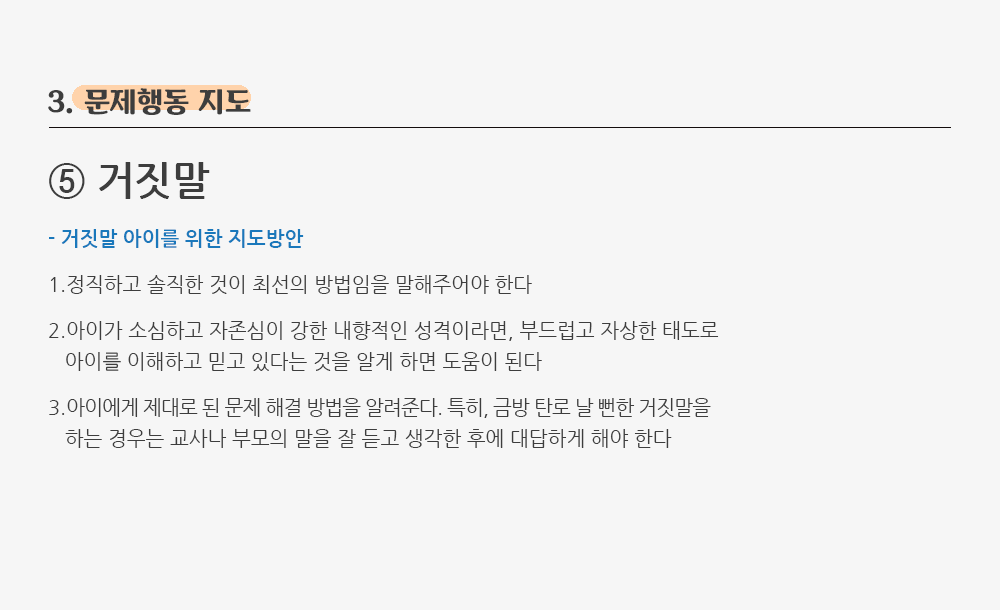 3. 문제행동 지도
⑤ 거짓말
- 거짓말 아이를 위한 지도방안
1.정직하고 솔직한 것이 최선의 방법임을 말해주어야 한다
2.아이가 소심하고 자존심이 강한 내향적인 성격이라면, 부드럽고 자상한 태도로
아이를 이해하고 믿고 있다는 것을 알게 하면 도움이 된다
3.아이에게 제대로 된 문제 해결 방법을 알려준다. 특히, 금방 탄로 날 뻔한 거짓말을
하는 경우는 교사나 부모의 말을 잘 듣고 생각한 후에 대답하게 해야 한다